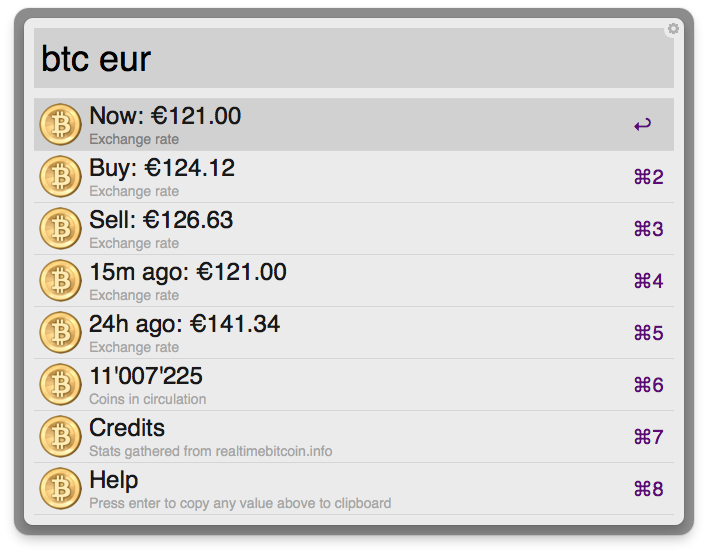 btc eur
Now: €121.00
Exchange rate
↩
Buy: €124.12
Exchange rate
⌘2
Sell: €126.63
Exchange rate
⌘3
15m ago: €121.00
Exchange rate
⌘4
24h ago: €141.34
Exchange rate
⌘5
11'007'225
Coins in circulation
⌘6
Credits
Stats gathered from realtimebitcoin.info
⌘7
Help
Press enter to copy any value above to clipboard
⌘8